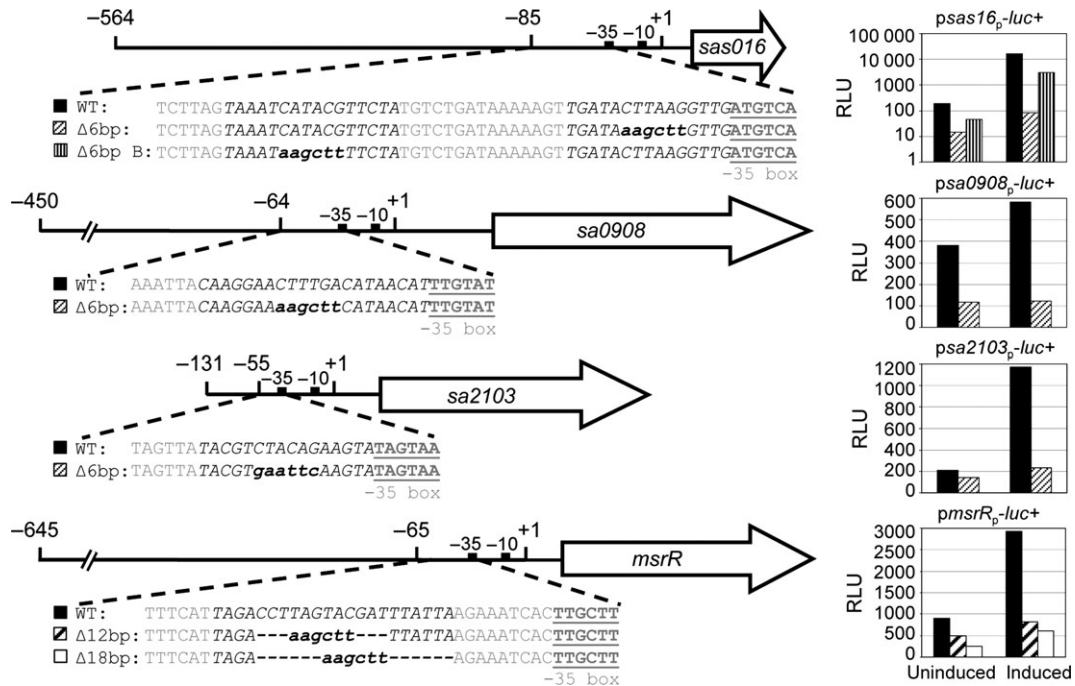 –564
–85
–35
–10
+1
sas016
WT: TCTTAGTAAATCATACGTTCTATGTCTGATAAAAAGTTGATACTTAAGGTTGATGTCA
Δ6bp: TCTTAGTAAATCATACGTTCTATGTCTGATAAAAAGTTGATAaagcttGTTGATGTCA
Δ6bp B: TCTTAGTAAATaagcttTTCTATGTCTGATAAAAAGTTGATACTTAAGGTTGATGTCA
–35 box
psas16p-luc+
RLU
100 000
10 000
1000
100
10
1
–450
–64
–35
–10
+1
sa0908
WT: AAATTACAAGGAACTTTGACATAACATTTGTAT
Δ6bp: AAATTACAAGGAAaagcttCATAACATTTGTAT
–35 box
psa0908p-luc+
RLU
600
500
400
300
200
100
0
–131
–55
–35
–10
+1
sa2103
WT: TAGTTATACGTCTACAGAAGTATAGTAA
Δ6bp: TAGTTATACGTgaattcAAGTATAGTAA
–35 box
psa2103p-luc+
RLU
1200
1000
800
600
400
200
0
–645
–65
–35
–10
+1
msrR
WT: TTTCATTAGACCTTAGTACGATTTATTAAGAAATCACTTGCTT
Δ12bp: TTTCATTAGA---aagctt---TTATTAAGAAATCACTTGCTT
Δ18bp: TTTCATTAGA------aagctt------AGAAATCACTTGCTT
–35 box
pmsrRp-luc+
RLU
3000
2500
2000
1500
1000
500
0
Uninduced Induced